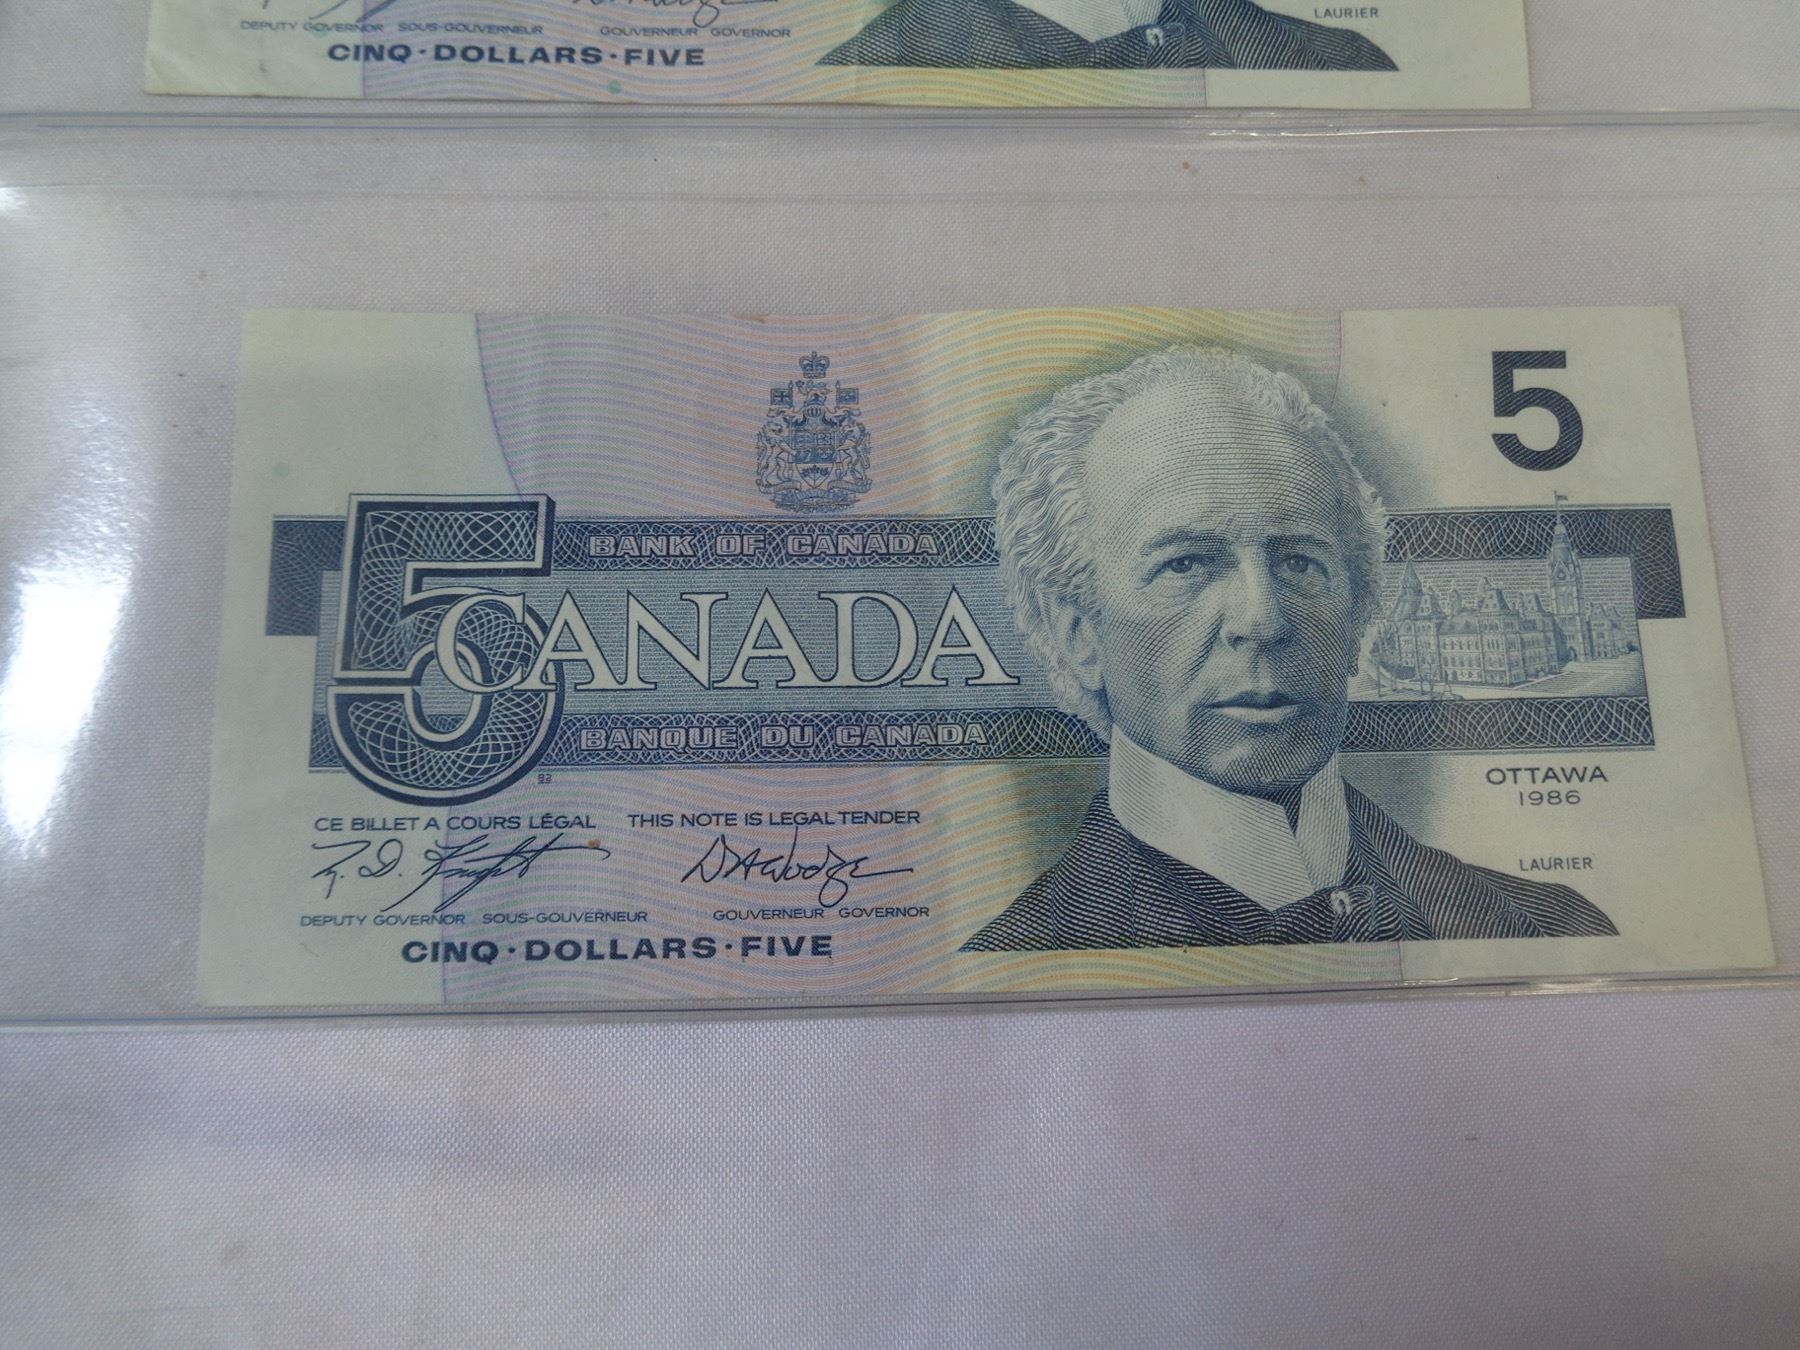 LAURIER
DEPUTY GOVERNOR SOUS-GOUVERNEUR GOUVERNEUR GOVERNOR
CINQ·DOLLARS·FIVE
5
BANK OF CANADA
5 CANADA
BANQUE DU CANADA
OTTAWA
1986
CE BILLET A COURS LÉGAL THIS NOTE IS LEGAL TENDER
LAURIER
DEPUTY GOVERNOR SOUS-GOUVERNEUR GOUVERNEUR GOVERNOR
CINQ·DOLLARS·FIVE